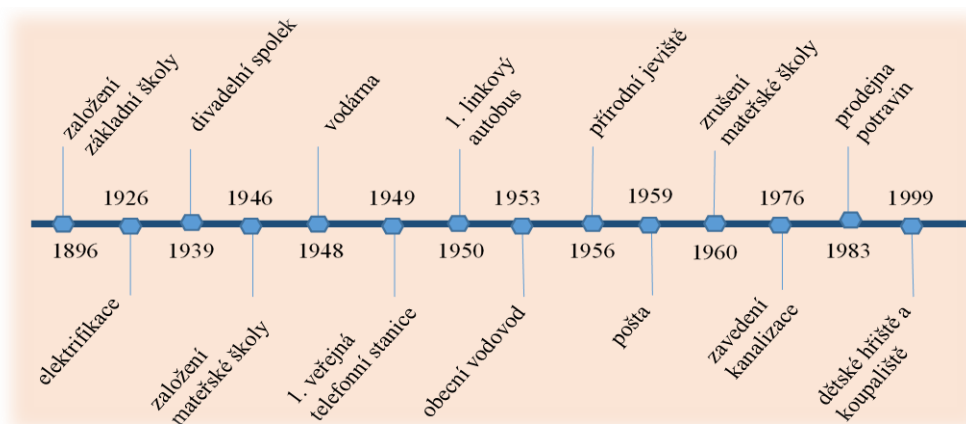 založení
základní školy
divadelní spolek
vodárna
1. linkový
autobus
přírodní jeviště
zrušení
mateřské školy
prodejna
potravin
1926
1946
1949
1953
1959
1976
1999
1896
1939
1948
1950
1956
1960
1983
elektrifikace
založení
mateřské školy
1. veřejná
telefonní stanice
obecní vodovod
pošta
zavedení
kanalizace
dětské hřiště a
koupaliště